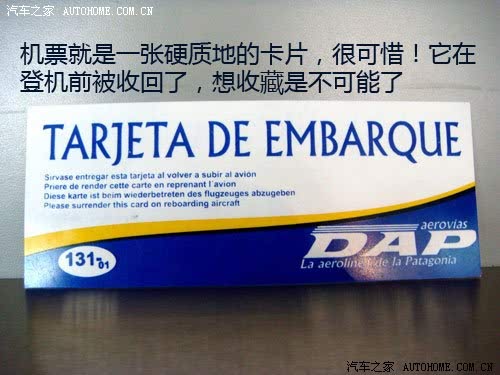 汽车之家 AUTOHOME.COM.CN
机票就是一张硬质地的卡片，很可惜！它在
登机前被收回了，想收藏是不可能了
TARJETA DE EMBARQUE
Sirvase entregar esta tarjeta al volver a subir al avión
Priere de render cette carte en reprenant l´avion
Diese karte ist beim wiederbetreten des flugzeuges abzugeben
Please surrender this card on reboarding aircraft
aerovías
DAP
La aerolinea de la Patagonia
131-01
汽车之家 AUTOHOME.COM.CN